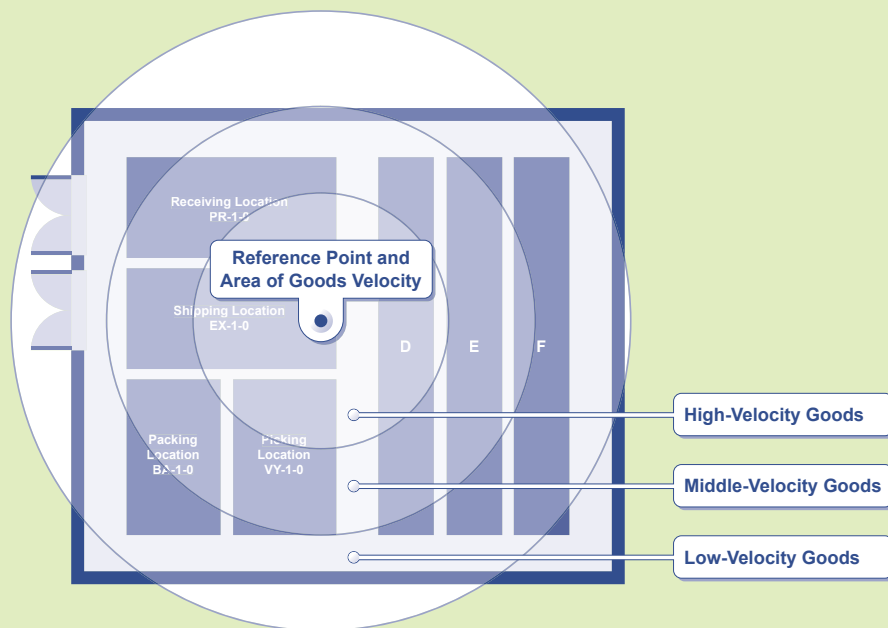 Receiving Location
PR-1-0
Reference Point and
Area of Goods Velocity
Shipping Location
EX-1-0
D
E
F
High-Velocity Goods
Packing
Location
BA-1-0
Picking
Location
VY-1-0
Middle-Velocity Goods
Low-Velocity Goods